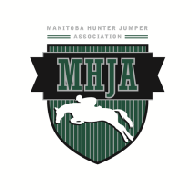 MANITOBA HUNTER JUMPER
ASSOCIATION
MHJA